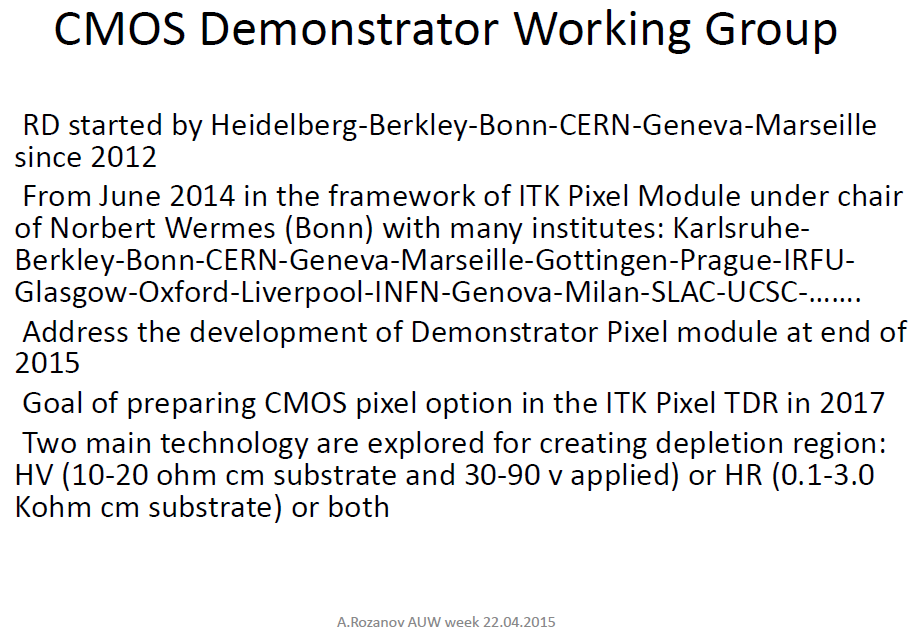 CMOS Demonstrator Working Group
RD started by Heidelberg-Berkley-Bonn-CERN-Geneva-Marseille
since 2012
From June 2014 in the framework of ITK Pixel Module under chair
of Norbert Wermes (Bonn) with many institutes: Karlsruhe-
Berkley-Bonn-CERN-Geneva-Marseille-Gottingen-Prague-IRFU-
Glasgow-Oxford-Liverpool-INFN-Genova-Milan-SLAC-UCSC-…….
Address the development of Demonstrator Pixel module at end of
2015
Goal of preparing CMOS pixel option in the ITK Pixel TDR in 2017
Two main technology are explored for creating depletion region:
HV (10-20 ohm cm substrate and 30-90 v applied) or HR (0.1-3.0
Kohm cm substrate) or both
A.Rozanov AUW week 22.04.2015